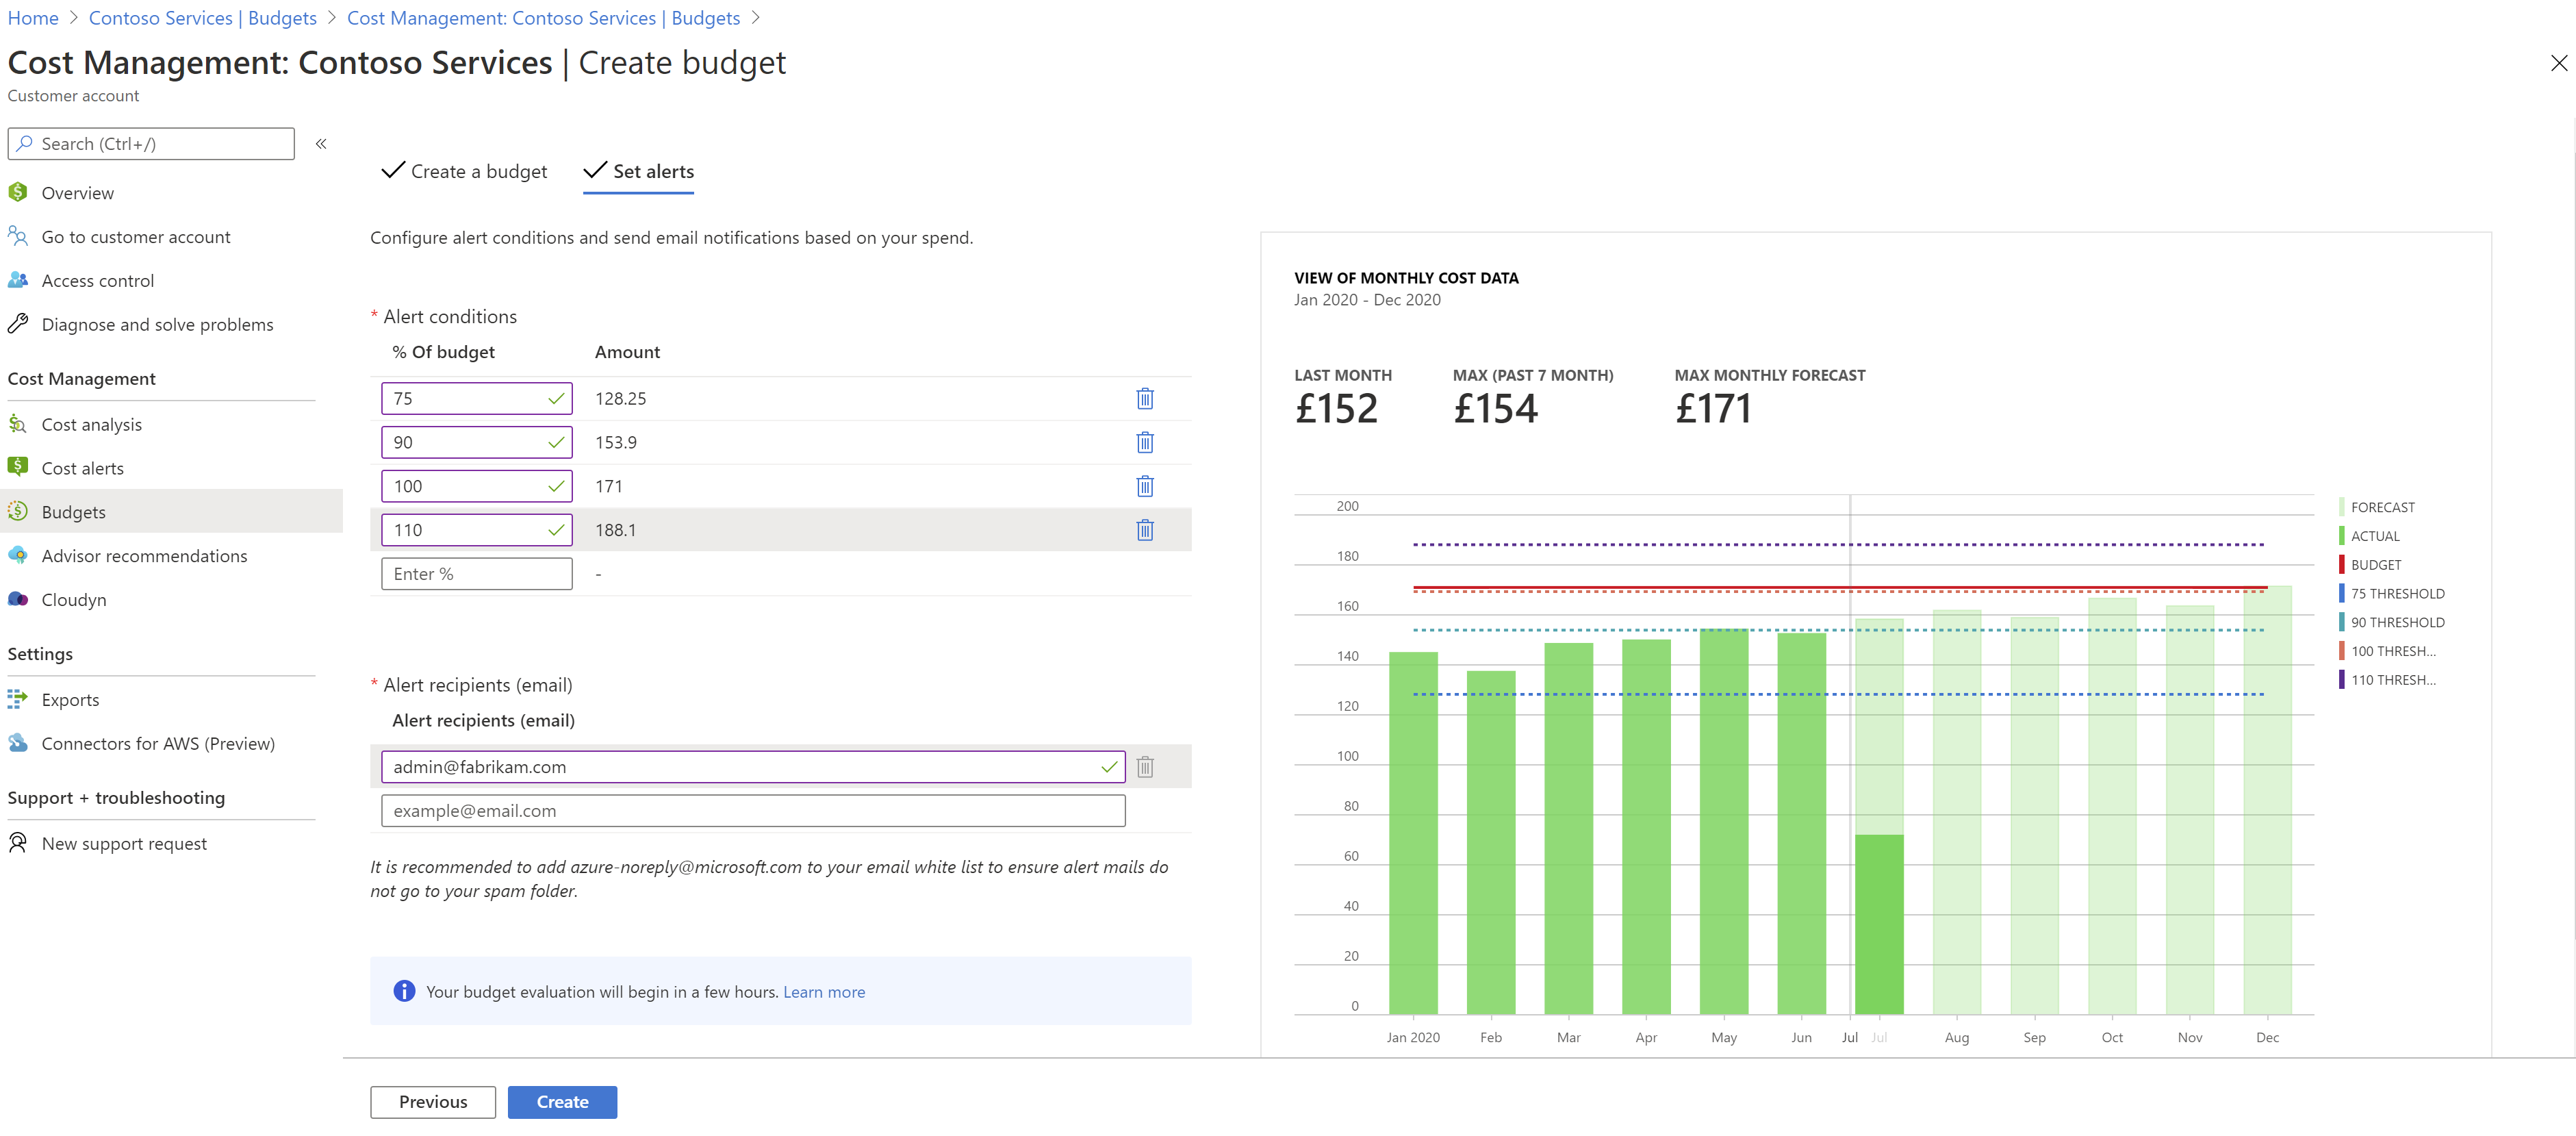 Home > Contoso Services | Budgets > Cost Management: Contoso Services | Budgets >
Cost Management: Contoso Services | Create budget
Customer account
Search (Ctrl+/)
Overview
Go to customer account
Access control
Diagnose and solve problems
Cost Management
Cost analysis
Cost alerts
Budgets
Advisor recommendations
Cloudyn
Settings
Exports
Connectors for AWS (Preview)
Support + troubleshooting
New support request
Create a budget
Set alerts
Configure alert conditions and send email notifications based on your spend.
* Alert conditions
% Of budget Amount
75 128.25
90 153.9
100 171
110 188.1
Enter % -
* Alert recipients (email)
Alert recipients (email)
admin@fabrikam.com
example@email.com
It is recommended to add azure-noreply@microsoft.com to your email white list to ensure alert mails do
not go to your spam folder.
Your budget evaluation will begin in a few hours. Learn more
Previous Create
VIEW OF MONTHLY COST DATA
Jan 2020 - Dec 2020
LAST MONTH MAX (PAST 7 MONTH) MAX MONTHLY FORECAST
£152 £154 £171
200
180
160
140
120
100
80
60
40
20
0
Jan 2020 Feb Mar Apr May Jun Jul Jul Aug Sep Oct Nov Dec
FORECAST
ACTUAL
BUDGET
75 THRESHOLD
90 THRESHOLD
100 THRESH...
110 THRESH...